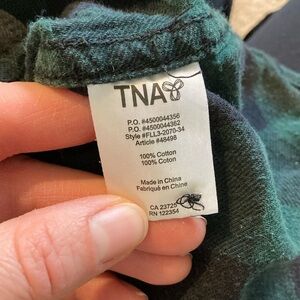 TNA
P.O. #4500044356
P.O. #4500044362
Style #FLL3-2070-34
Article #48498
100% Cotton
100% Coton
Made in China
Fabriqué en Chine
CA 23725
RN 122354